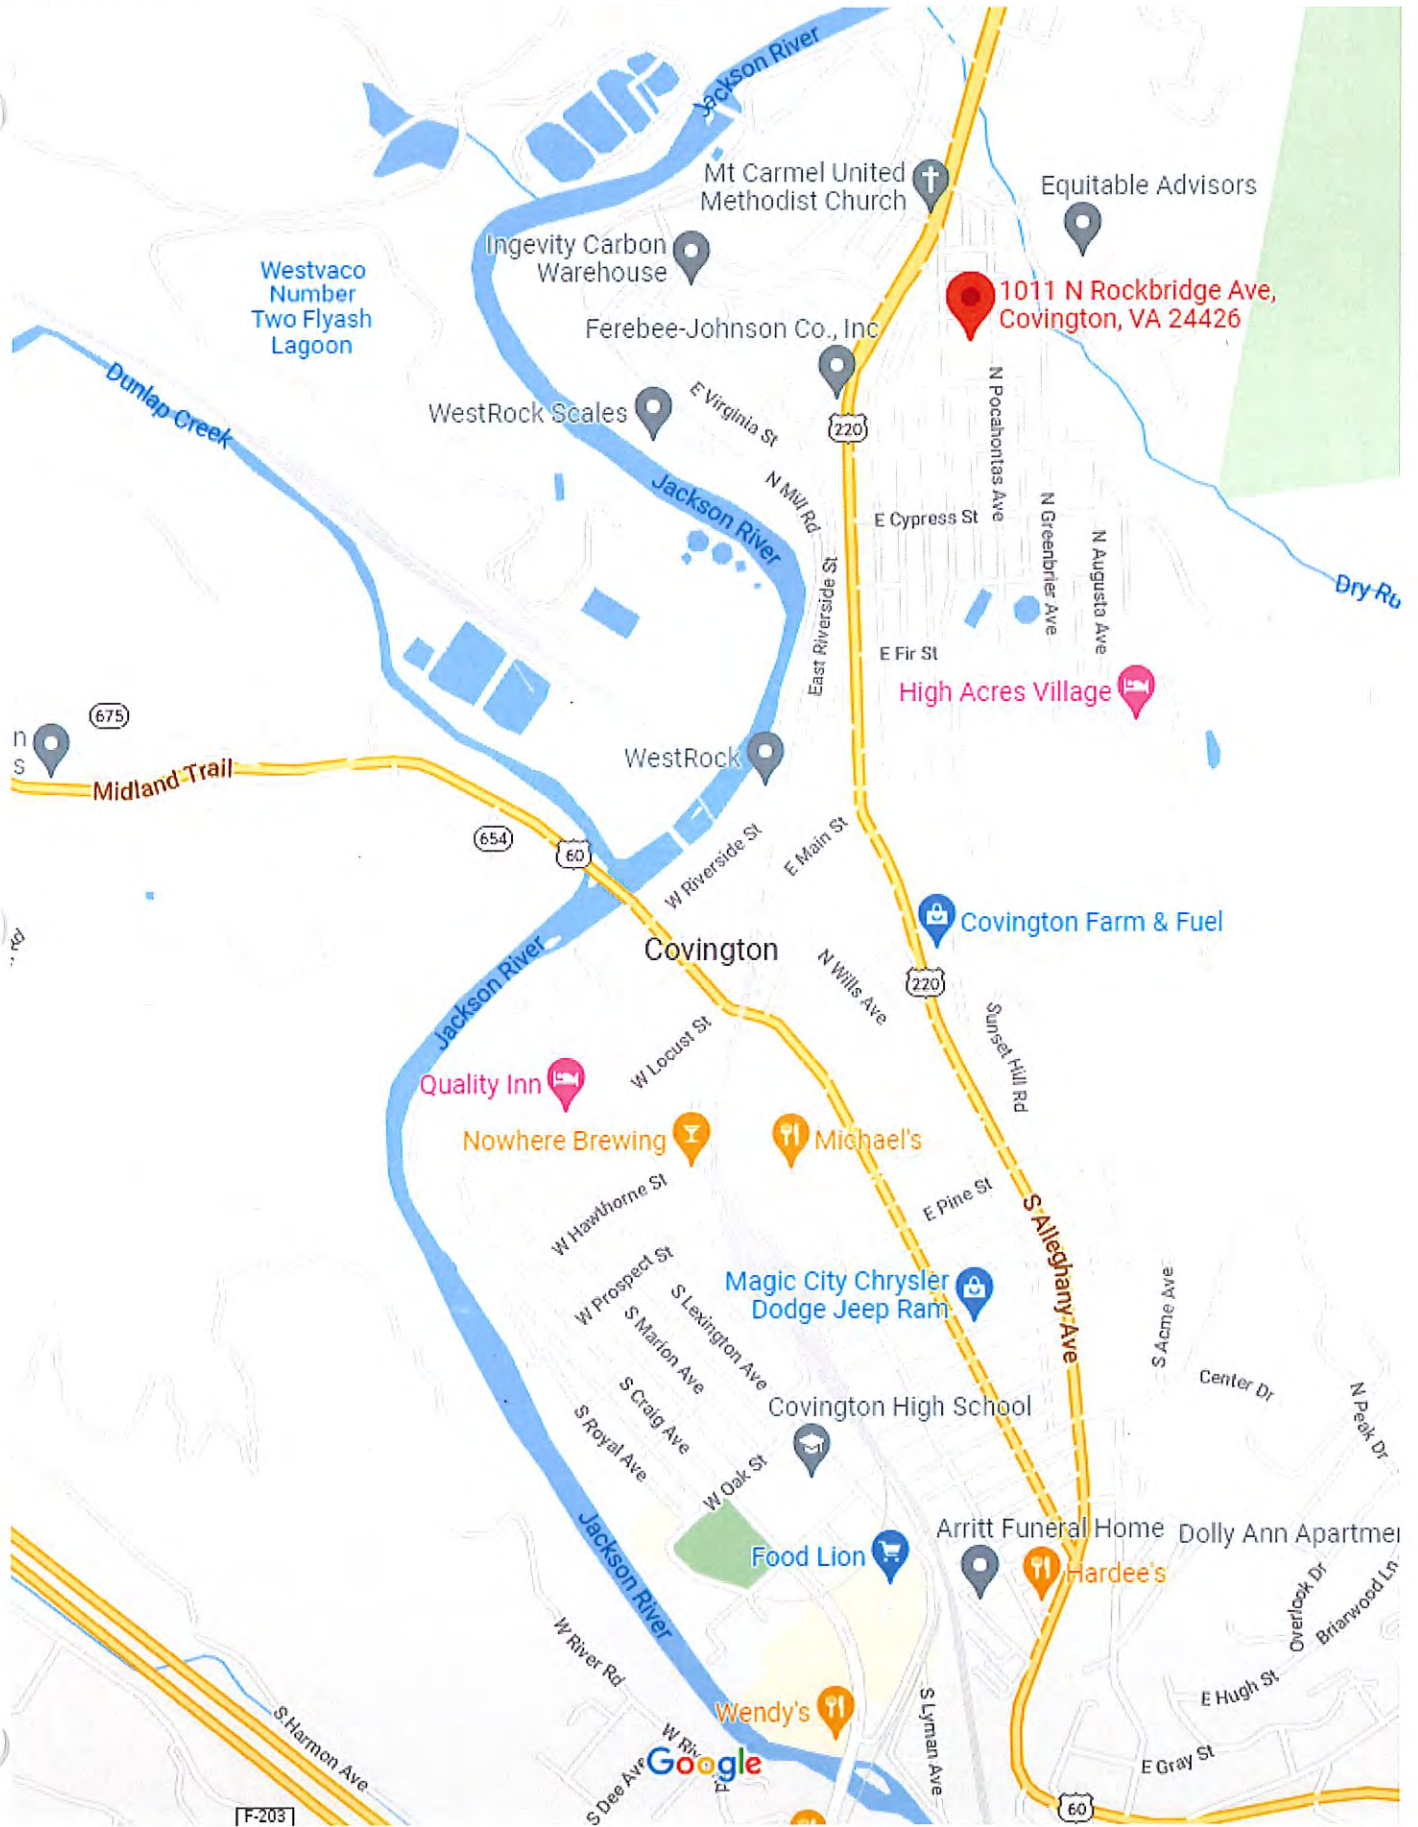 Jackson River
Mt Carmel United
Methodist Church
Equitable Advisors
Ingevity Carbon
Warehouse
Westvaco
Number
Two Flyash
Lagoon
1011 N Rockbridge Ave,
Covington, VA 24426
Ferebee-Johnson Co., Inc
Dunlap Creek
WestRock Scales
E Virginia St
220
N Pocahontas Ave
Jackson River
N Mill Rd
E Cypress St
N Greenbrier Ave
N Augusta Ave
Dry Ru
East Riverside St
E Fir St
High Acres Village
675
n
s
WestRock
Midland Trail
654
60
W Riverside St
E Main St
Covington Farm & Fuel
Rd
Covington
Jackson River
N Wills Ave
220
Sunset Hill Rd
W Locust St
Quality Inn
Nowhere Brewing
Michael's
W Hawthorne St
E Pine St
S Alleghany Ave
W Prospect St
Magic City Chrysler
Dodge Jeep Ram
S Lexington Ave
S Marion Ave
S Acme Ave
Center Dr
N Peak Dr
S Craig Ave
Covington High School
S Royal Ave
W Oak St
Jackson River
Arritt Funeral Home
Dolly Ann Apartmen
Food Lion
Hardee's
Overlook Dr
Briarwood Ln
W River Rd
E Hugh St
S Harmon Ave
Wendy's
S Lyman Ave
W Riv
d
Google
S Dee Ave
E Gray St
F-203
60